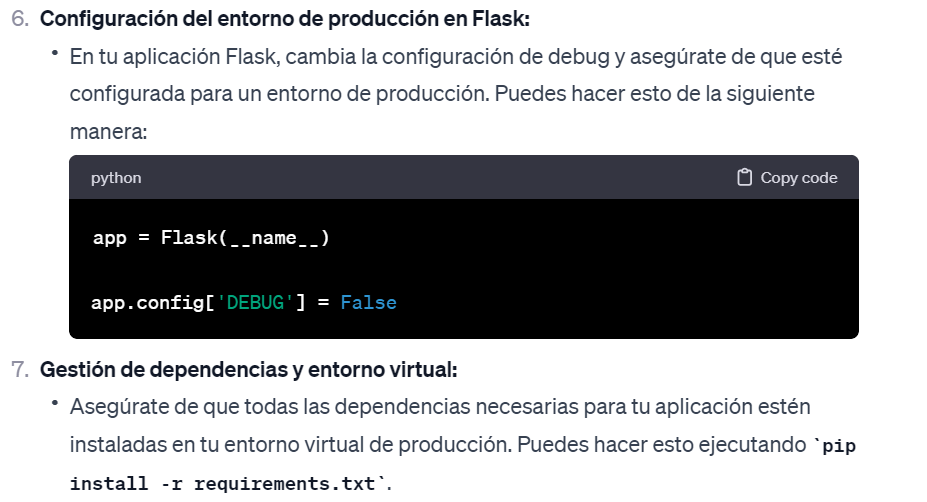 6. Configuración del entorno de producción en Flask:
• En tu aplicación Flask, cambia la configuración de debug y asegúrate de que esté
configurada para un entorno de producción. Puedes hacer esto de la siguiente
manera:
python Copy code
app = Flask(__name__)
app.config['DEBUG'] = False
7. Gestión de dependencias y entorno virtual:
• Asegúrate de que todas las dependencias necesarias para tu aplicación estén
instaladas en tu entorno virtual de producción. Puedes hacer esto ejecutando `pip
install -r requirements.txt`.